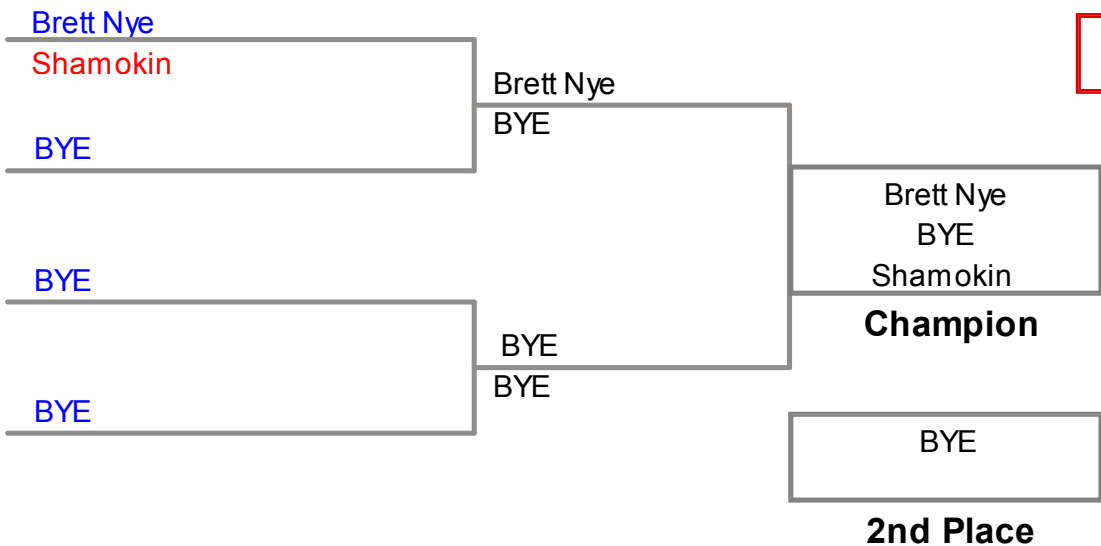 Brett Nye
Shamokin
BYE
BYE
BYE
Brett Nye
BYE
BYE
BYE
Brett Nye
BYE
Shamokin
Champion
BYE
2nd Place